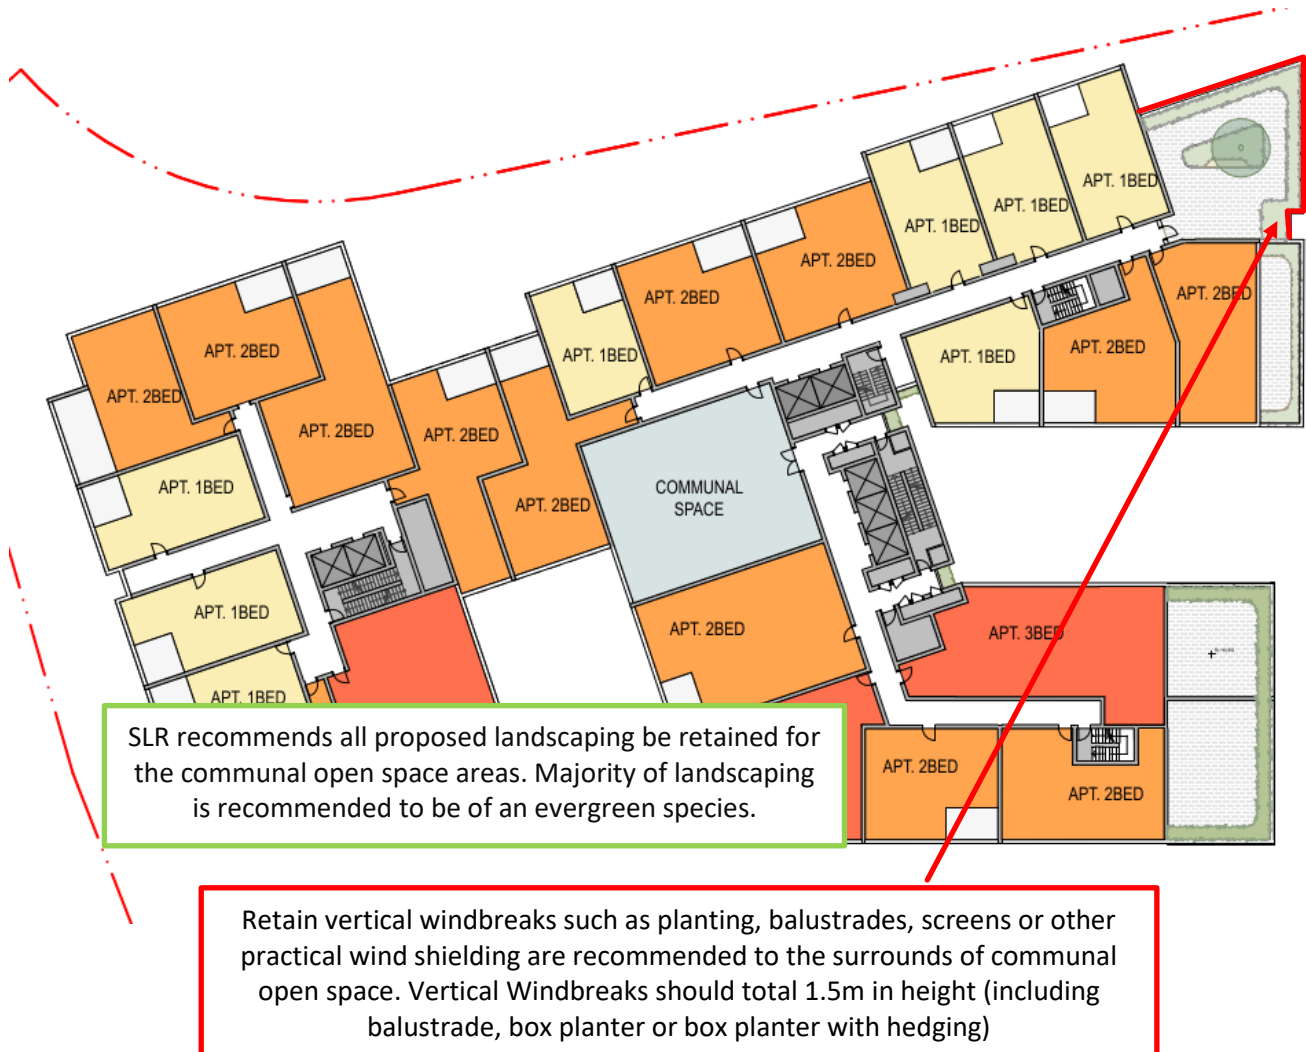 APT. 1BED
APT. 1BED
APT. 1BED
APT. 2BED
APT. 2BED
APT. 2BED
APT. 1BED
APT. 2BED
APT. 1BED
APT. 2BED
APT. 2BED
APT. 2BED
APT. 2BED
APT. 2BED
APT. 1BED
COMMUNAL
SPACE
APT. 2BED
APT. 1BED
APT. 2BED
APT. 3BED
APT. 1BED
APT. 2BED
APT. 2BED
SLR recommends all proposed landscaping be retained for
the communal open space areas. Majority of landscaping
is recommended to be of an evergreen species.
Retain vertical windbreaks such as planting, balustrades, screens or other
practical wind shielding are recommended to the surrounds of communal
open space. Vertical Windbreaks should total 1.5m in height (including
balustrade, box planter or box planter with hedging)